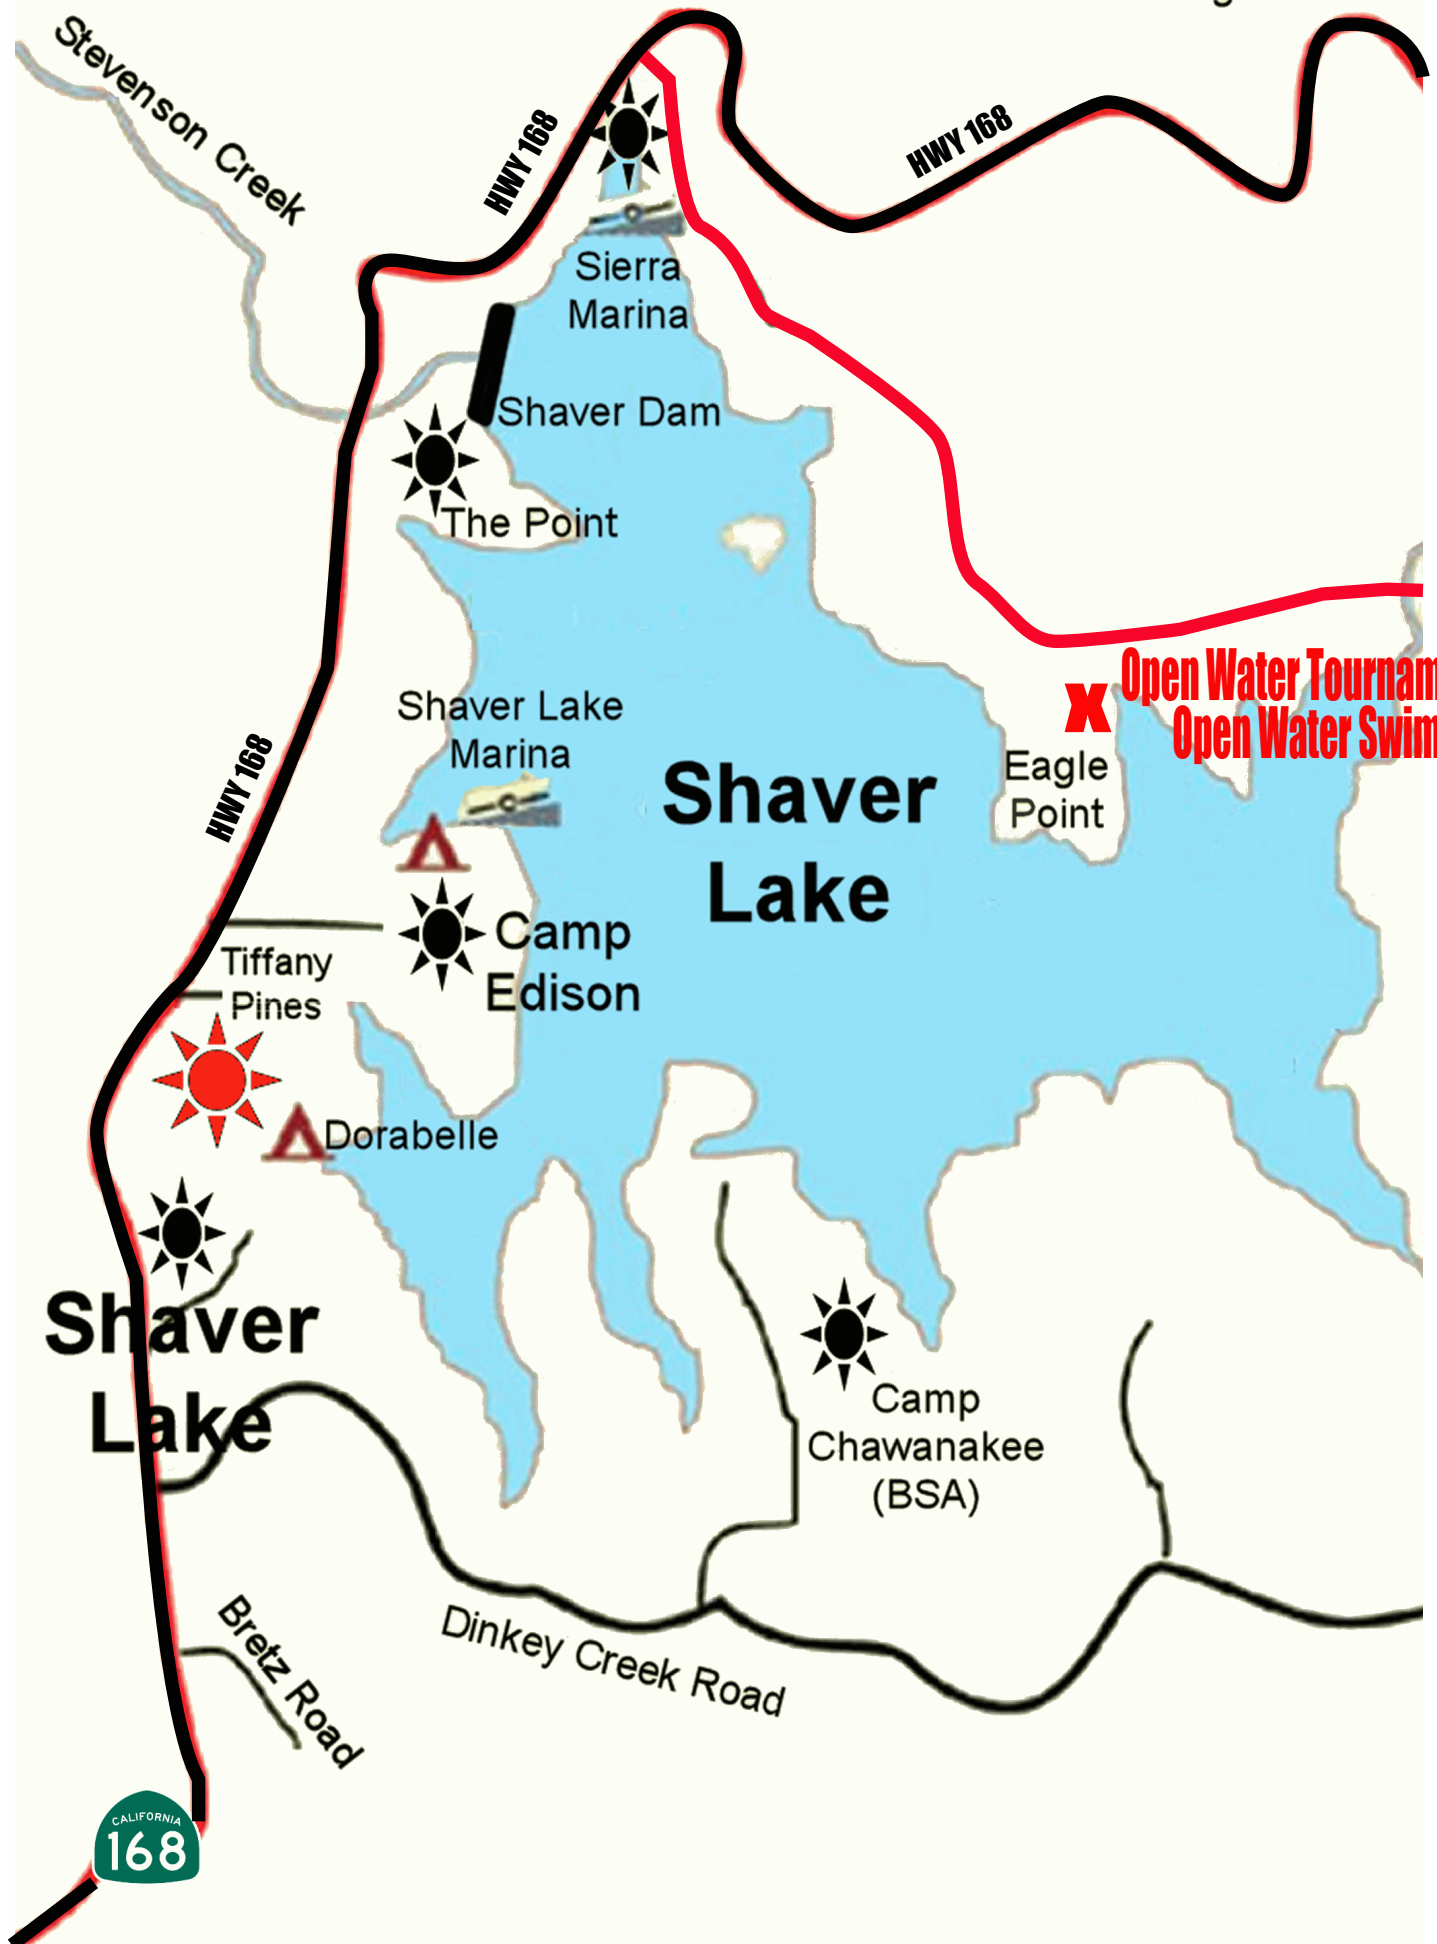 Stevenson Creek
HWY 168
HWY 168
Sierra
Marina
Shaver Dam
The Point
Open Water Tournam
Open Water Swim
Shaver Lake
Marina
Eagle
Point
HWY 168
Shaver
Lake
Camp
Edison
Tiffany
Pines
Dorabelle
Shaver
Lake
Camp
Chawanakee
(BSA)
Dinkey Creek Road
Bretz Road
CALIFORNIA
168